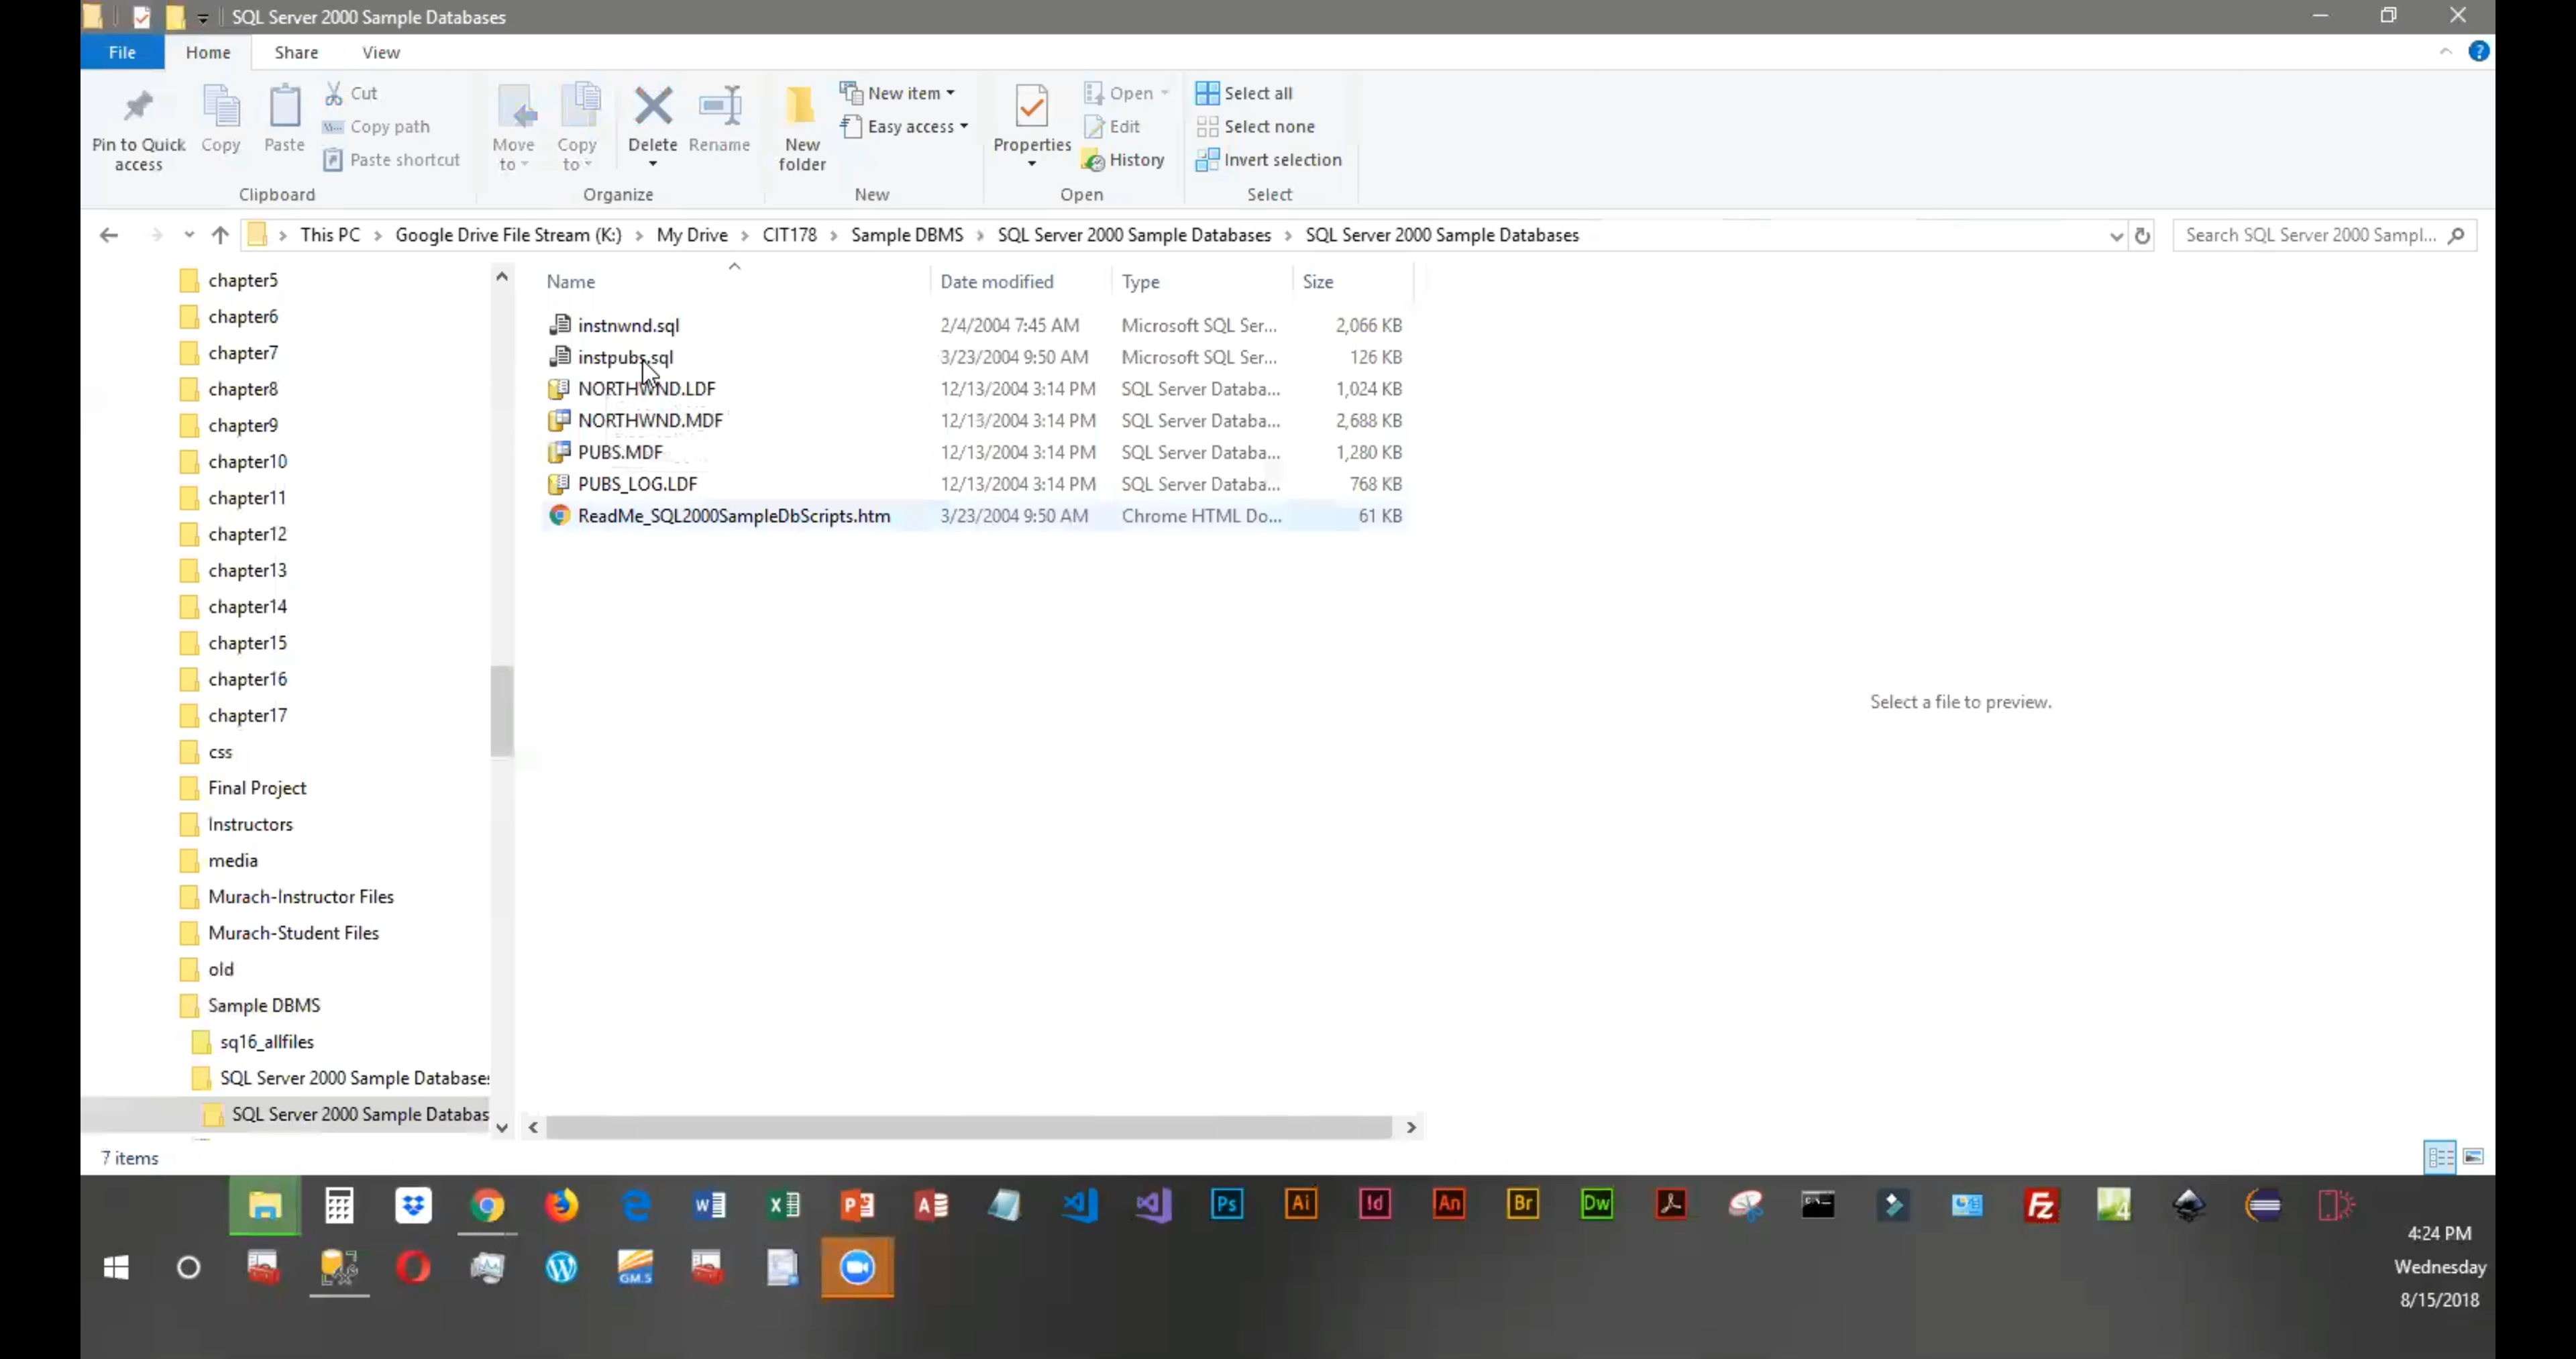 SQL Server 2000 Sample Databases
File Home Share View
Pin to Quick access
Copy
Paste
Cut
Copy path
Paste shortcut
Move to
Copy to
Delete
Rename
New folder
New item
Easy access
Properties
Open
Edit
History
Select all
Select none
Invert selection
Clipboard Organize New Open Select
This PC > Google Drive File Stream (K:) > My Drive > CIT178 > Sample DBMS > SQL Server 2000 Sample Databases > SQL Server 2000 Sample Databases
Search SQL Server 2000 Sampl...
chapter5
chapter6
chapter7
chapter8
chapter9
chapter10
chapter11
chapter12
chapter13
chapter14
chapter15
chapter16
chapter17
css
Final Project
Instructors
media
Murach-Instructor Files
Murach-Student Files
old
Sample DBMS
sq16_allfiles
SQL Server 2000 Sample Databases
SQL Server 2000 Sample Databas
Name Date modified Type Size
instnwnd.sql 2/4/2004 7:45 AM Microsoft SQL Ser... 2,066 KB
instpubs.sql 3/23/2004 9:50 AM Microsoft SQL Ser... 126 KB
NORTHWND.LDF 12/13/2004 3:14 PM SQL Server Databa... 1,024 KB
NORTHWND.MDF 12/13/2004 3:14 PM SQL Server Databa... 2,688 KB
PUBS.MDF 12/13/2004 3:14 PM SQL Server Databa... 1,280 KB
PUBS_LOG.LDF 12/13/2004 3:14 PM SQL Server Databa... 768 KB
ReadMe_SQL2000SampleDbScripts.htm 3/23/2004 9:50 AM Chrome HTML Do... 61 KB
Select a file to preview.
7 items
Ps Ai Id An Br Dw
GM.S
4:24 PM
Wednesday
8/15/2018